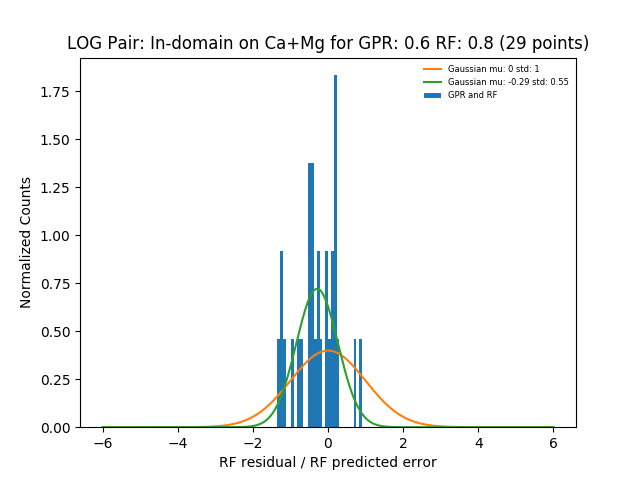 LOG Pair: In-domain on Ca+Mg for GPR: 0.6 RF: 0.8 (29 points)
Gaussian mu: 0 std: 1
Gaussian mu: -0.29 std: 0.55
GPR and RF
Normalized Counts
1.75
1.50
1.25
1.00
0.75
0.50
0.25
0.00
−6 −4 −2 0 2 4 6
RF residual / RF predicted error